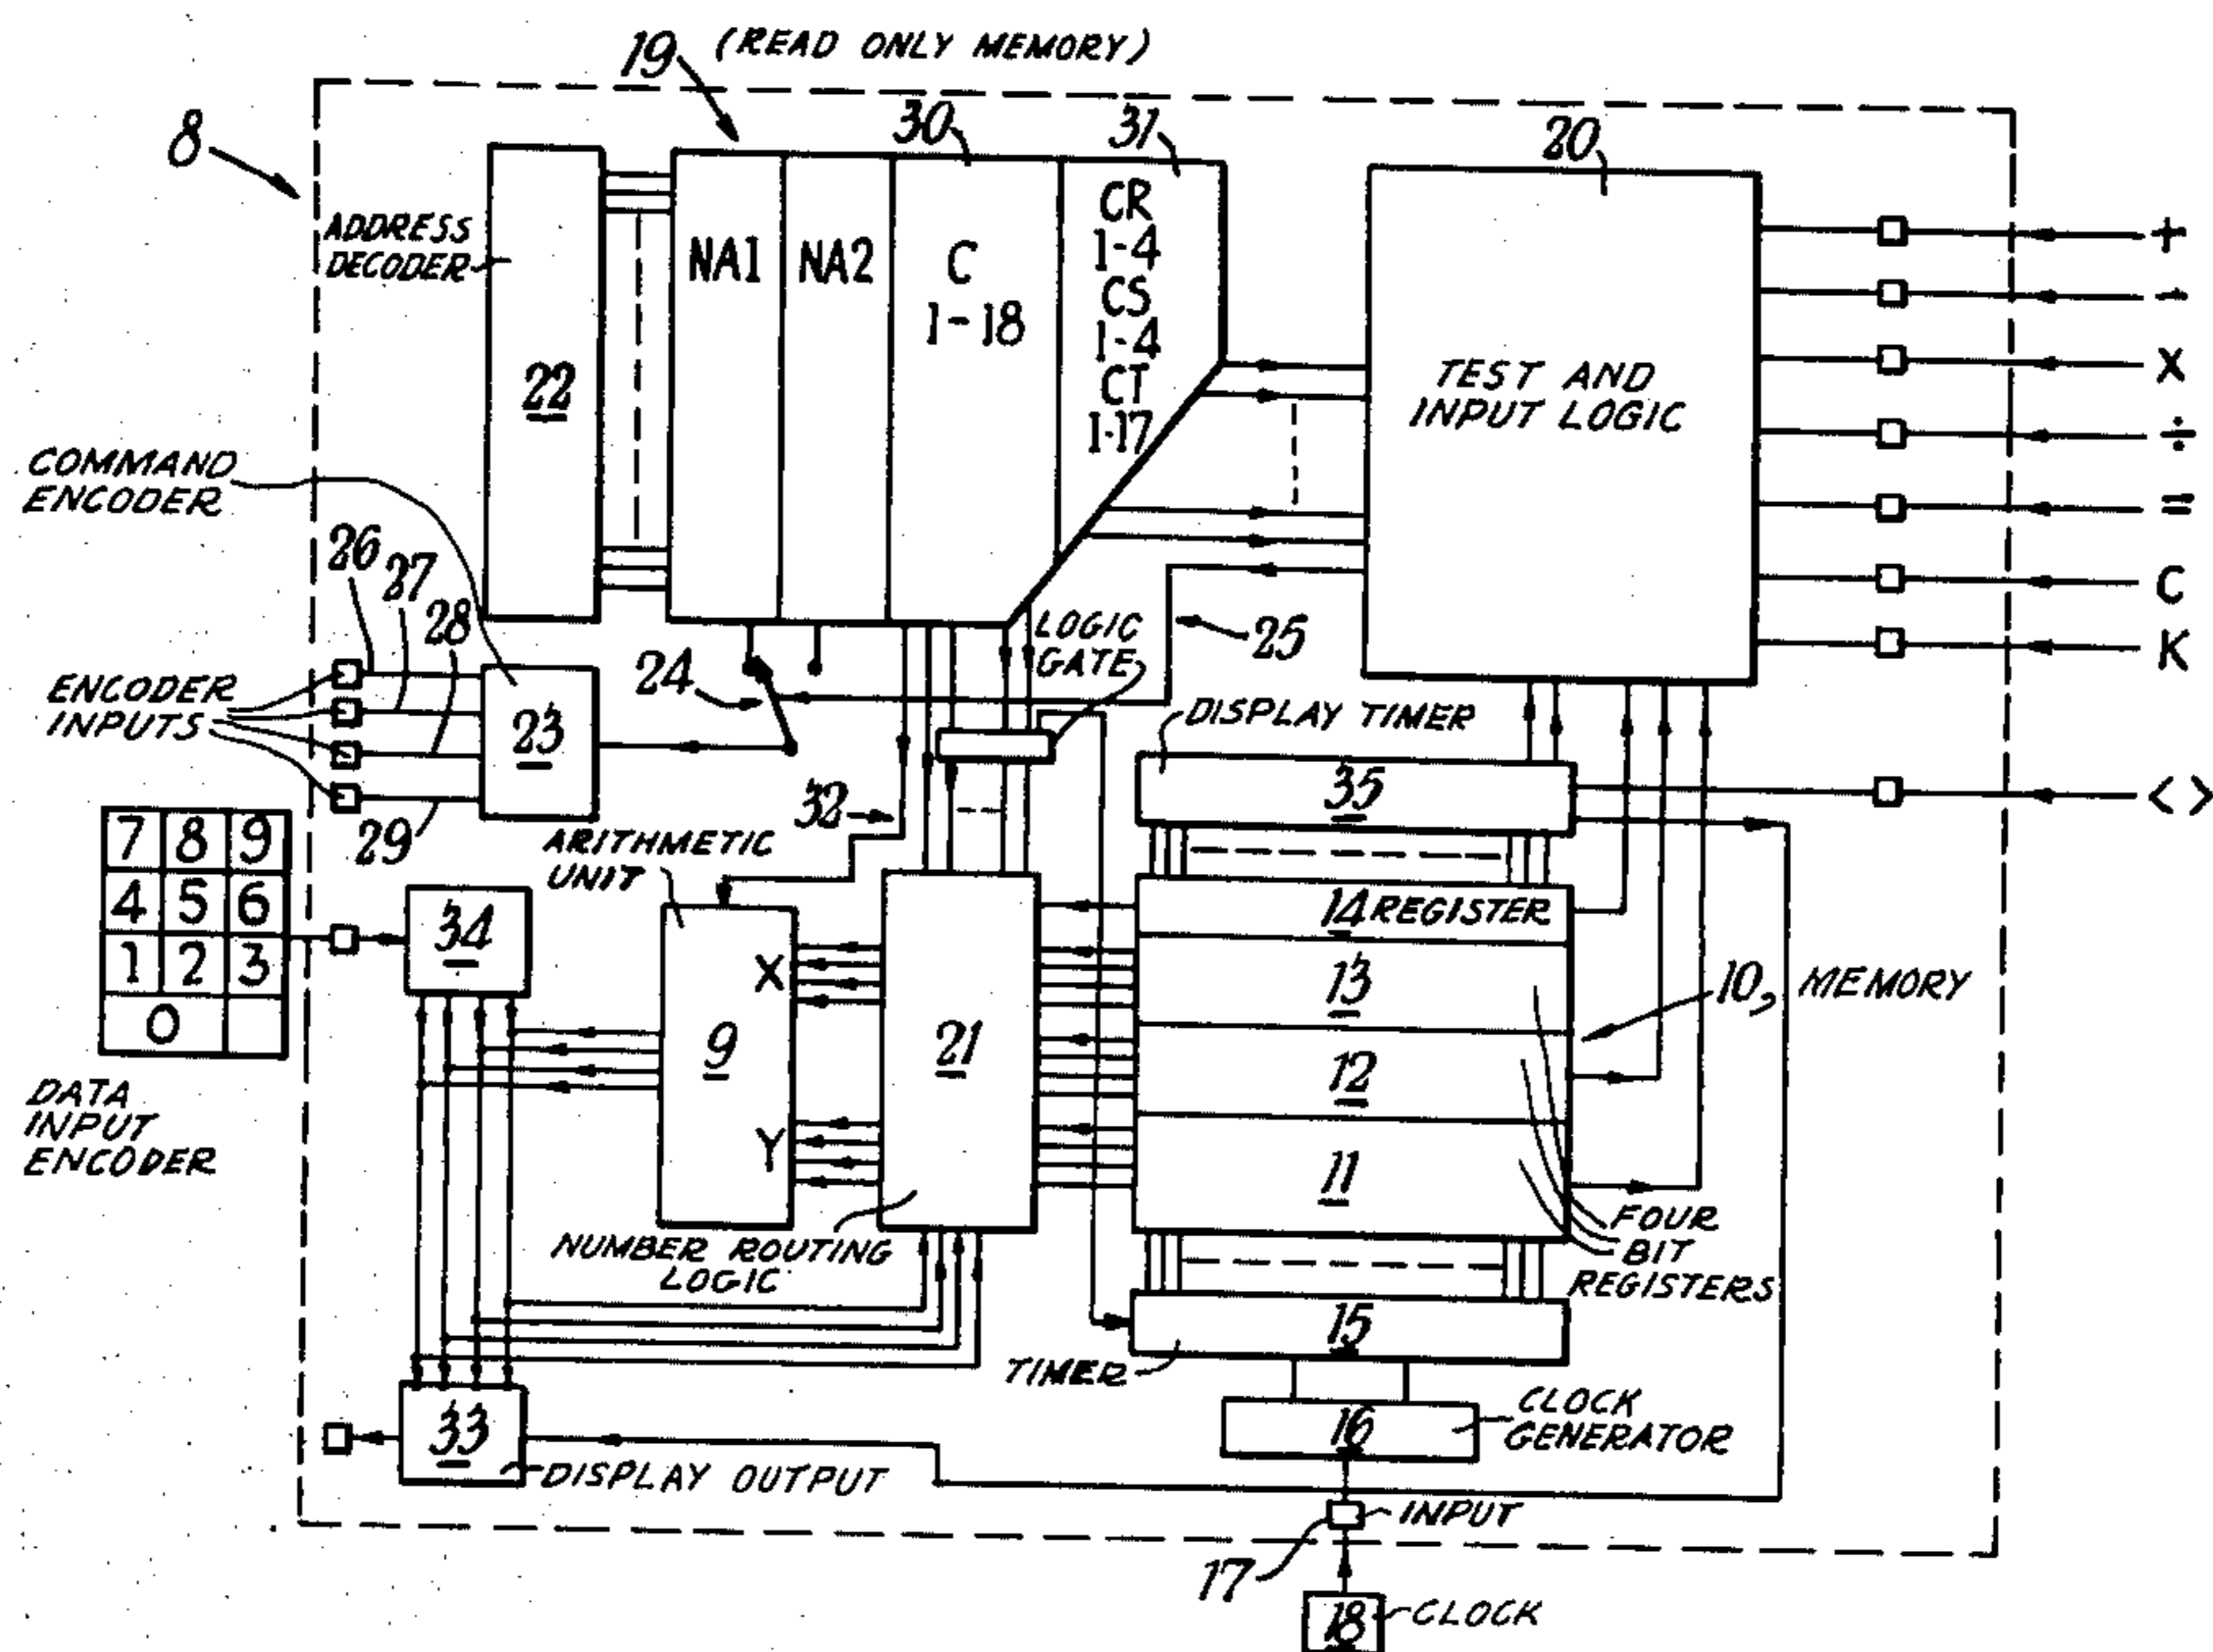 19 (READ ONLY MEMORY)
8
30
31
20
ADDRESS
DECODER
22
NA1
NA2
C
1-18
CR
1-4
CS
1-4
CT
1-17
TEST AND
INPUT LOGIC
+
-
X
÷
=
C
K
< >
COMMAND
ENCODER
26
27
28
29
ENCODER
INPUTS
23
24
25
LOGIC
GATE
32
DISPLAY TIMER
35
7 8 9
4 5 6
1 2 3
0
DATA
INPUT
ENCODER
34
ARITHMETIC
UNIT
X
9
Y
21
NUMBER ROUTING
LOGIC
14 REGISTER
13
12
11
10, MEMORY
FOUR
BIT
REGISTERS
15
TIMER
16
CLOCK
GENERATOR
33
DISPLAY OUTPUT
17
INPUT
18
CLOCK